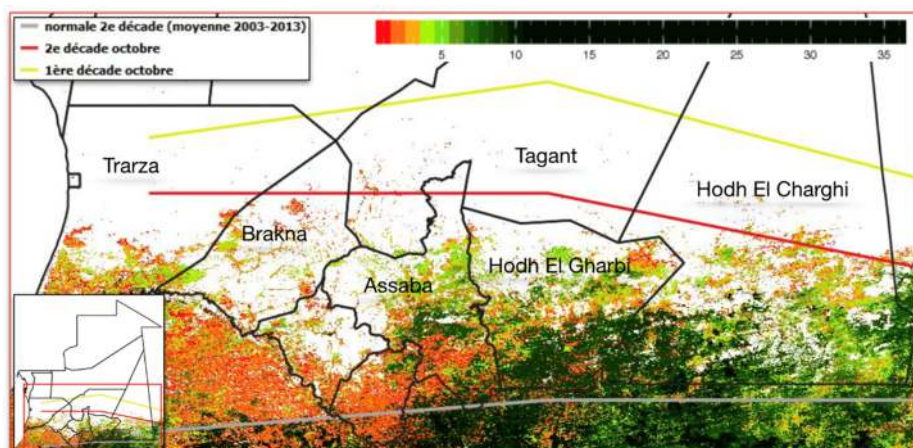 normale 2e décade (moyenne 2003-2013)
2e décade octobre
1ère décade octobre
5 10 15 20 25 30 35
Trarza
Tagant
Hodh El Charghi
Brakna
Assaba
Hodh El Gharbi